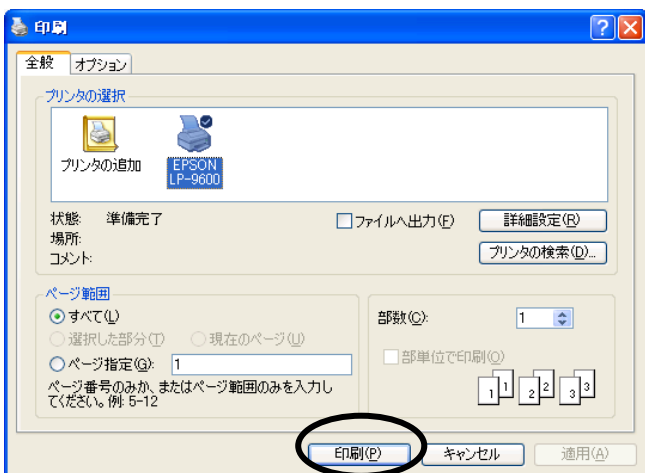 印刷
全般 オプション
プリンタの選択
プリンタの追加
EPSON
LP-9600
状態: 準備完了
場所:
コメント:
ファイルへ出力(F)
詳細設定(R)
プリンタの検索(D)...
ページ範囲
すべて(L)
選択した部分(T) 現在のページ(U)
ページ指定(G): 1
ページ番号のみか、またはページ範囲のみを入力し
てください。例: 5-12
部数(C): 1
部単位で印刷(O)
1 1 2 2 3 3
印刷(P) キャンセル 適用(A)